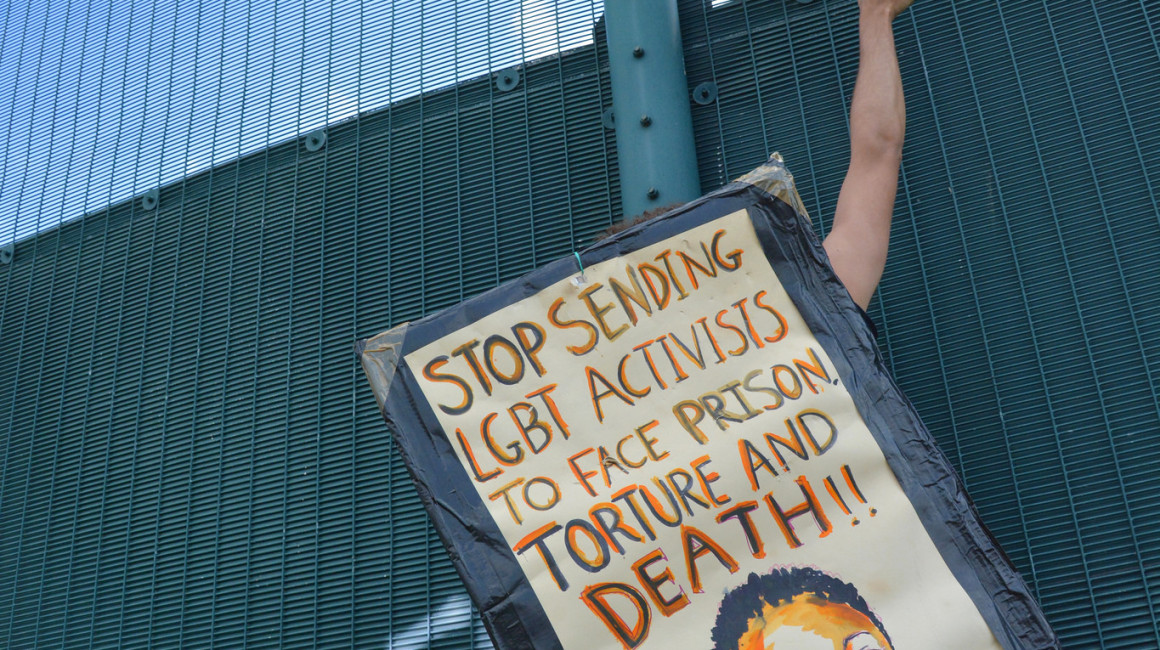 STOP SENDING
LGBT ACTIVISTS
TO FACE PRISON,
TORTURE AND
DEATH!!